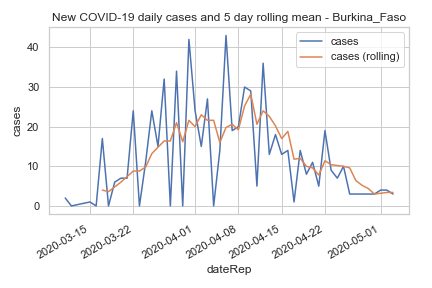 New COVID-19 daily cases and 5 day rolling mean - Burkina_Faso
cases
cases (rolling)
40
30
20
10
0
cases
2020-03-15
2020-03-22
2020-04-01
2020-04-08
2020-04-15
2020-04-22
2020-05-01
dateRep